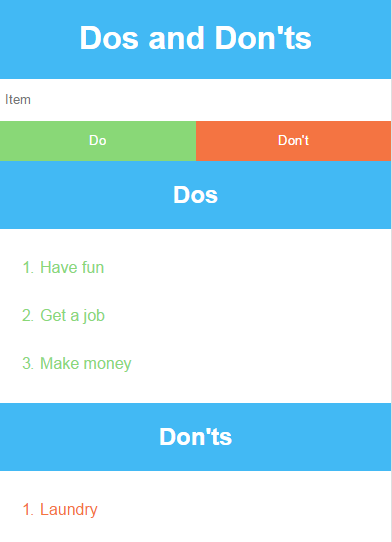 Dos and Don'ts
Item
Do Don't
Dos
1. Have fun
2. Get a job
3. Make money
Don'ts
1. Laundry